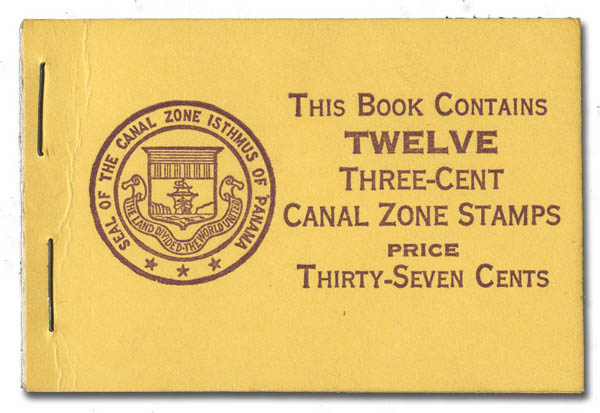 SEAL OF THE CANAL ZONE ISTHMUS OF PANAMA
THE LAND DIVIDED·THE WORLD UNITED
THIS BOOK CONTAINS
TWELVE
THREE-CENT
CANAL ZONE STAMPS
PRICE
THIRTY-SEVEN CENTS